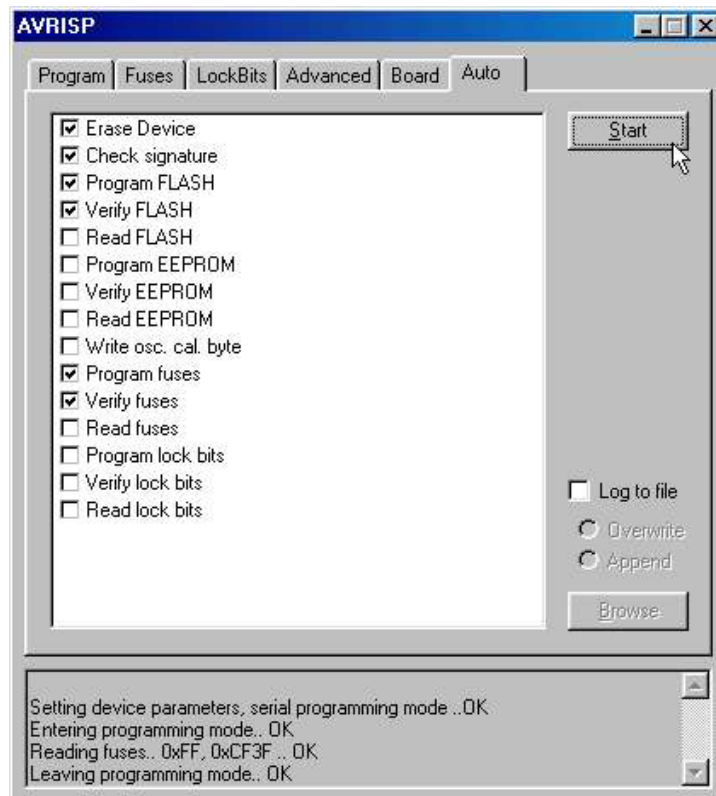 AVRISP
Program Fuses LockBits Advanced Board Auto
Erase Device
Check signature
Program FLASH
Verify FLASH
Read FLASH
Program EEPROM
Verify EEPROM
Read EEPROM
Write osc. cal. byte
Program fuses
Verify fuses
Read fuses
Program lock bits
Verify lock bits
Read lock bits
Start
Log to file
Overwrite
Append
Browse
Setting device parameters, serial programming mode ..OK
Entering programming mode.. OK
Reading fuses.. 0xFF, 0xCF3F .. OK
Leaving programming mode.. OK